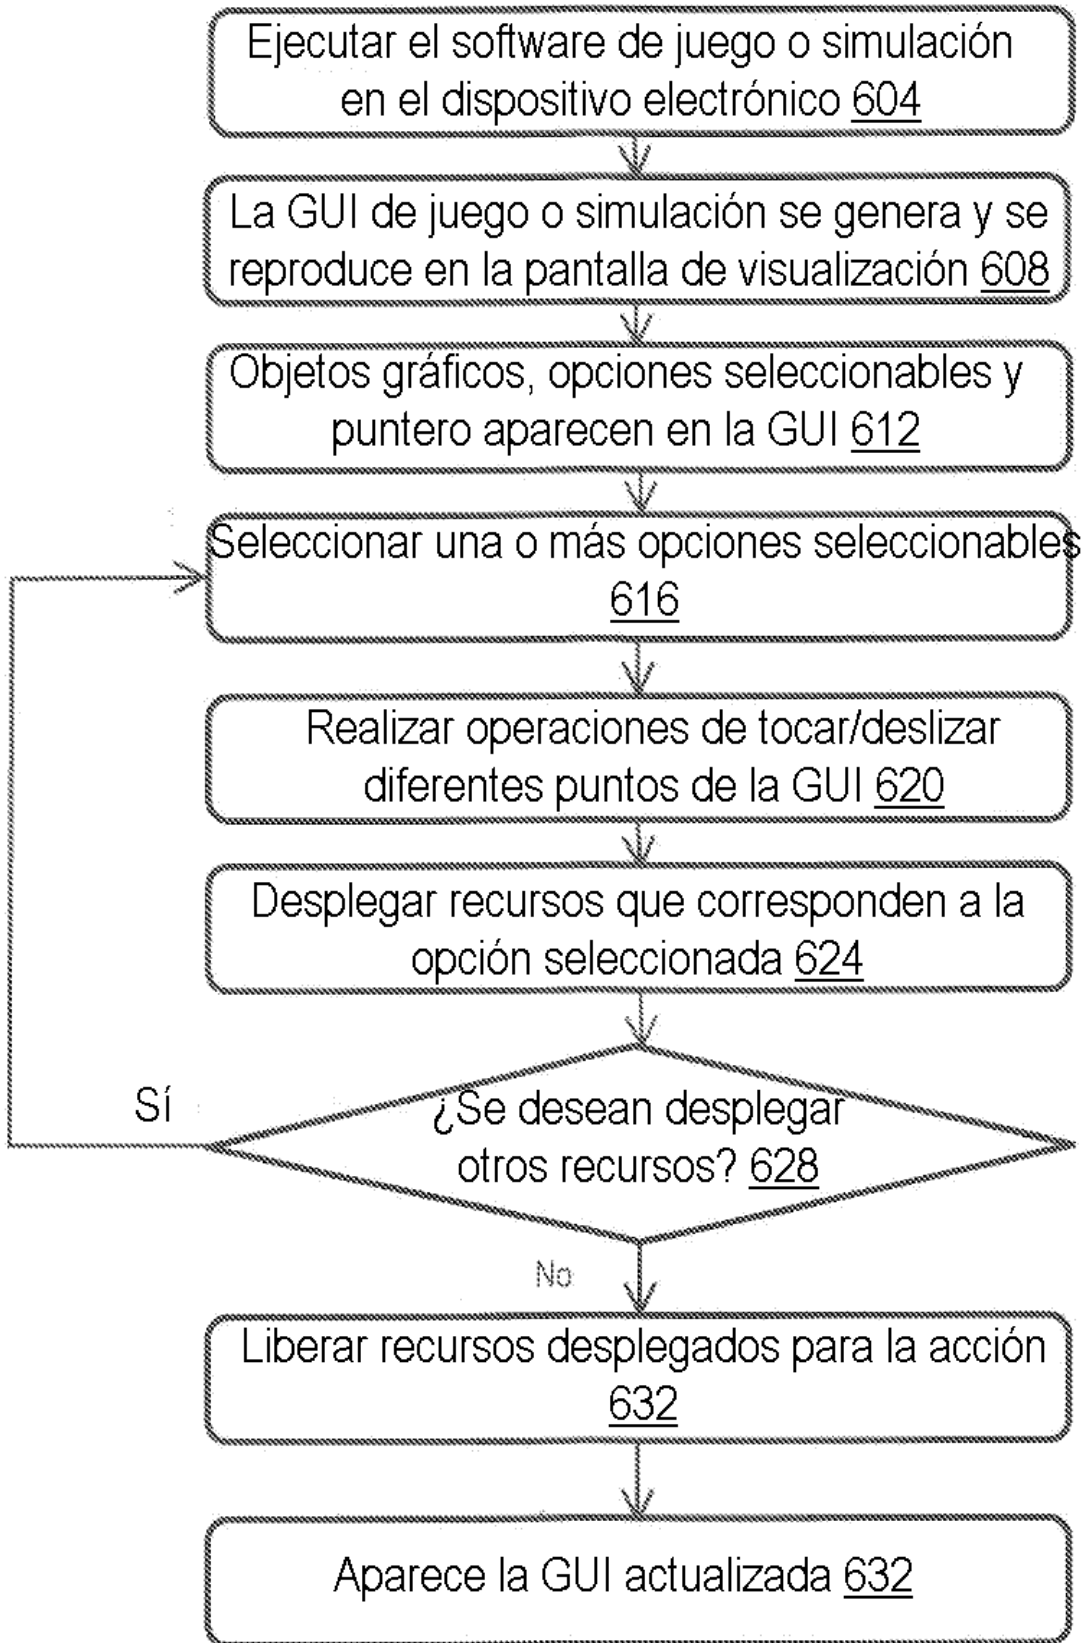 Ejecutar el software de juego o simulación
en el dispositivo electrónico 604
La GUI de juego o simulación se genera y se
reproduce en la pantalla de visualización 608
Objetos gráficos, opciones seleccionables y
puntero aparecen en la GUI 612
Seleccionar una o más opciones seleccionables
616
Realizar operaciones de tocar/deslizar
diferentes puntos de la GUI 620
Desplegar recursos que corresponden a la
opción seleccionada 624
Sí
¿Se desean desplegar
otros recursos? 628
No
Liberar recursos desplegados para la acción
632
Aparece la GUI actualizada 632